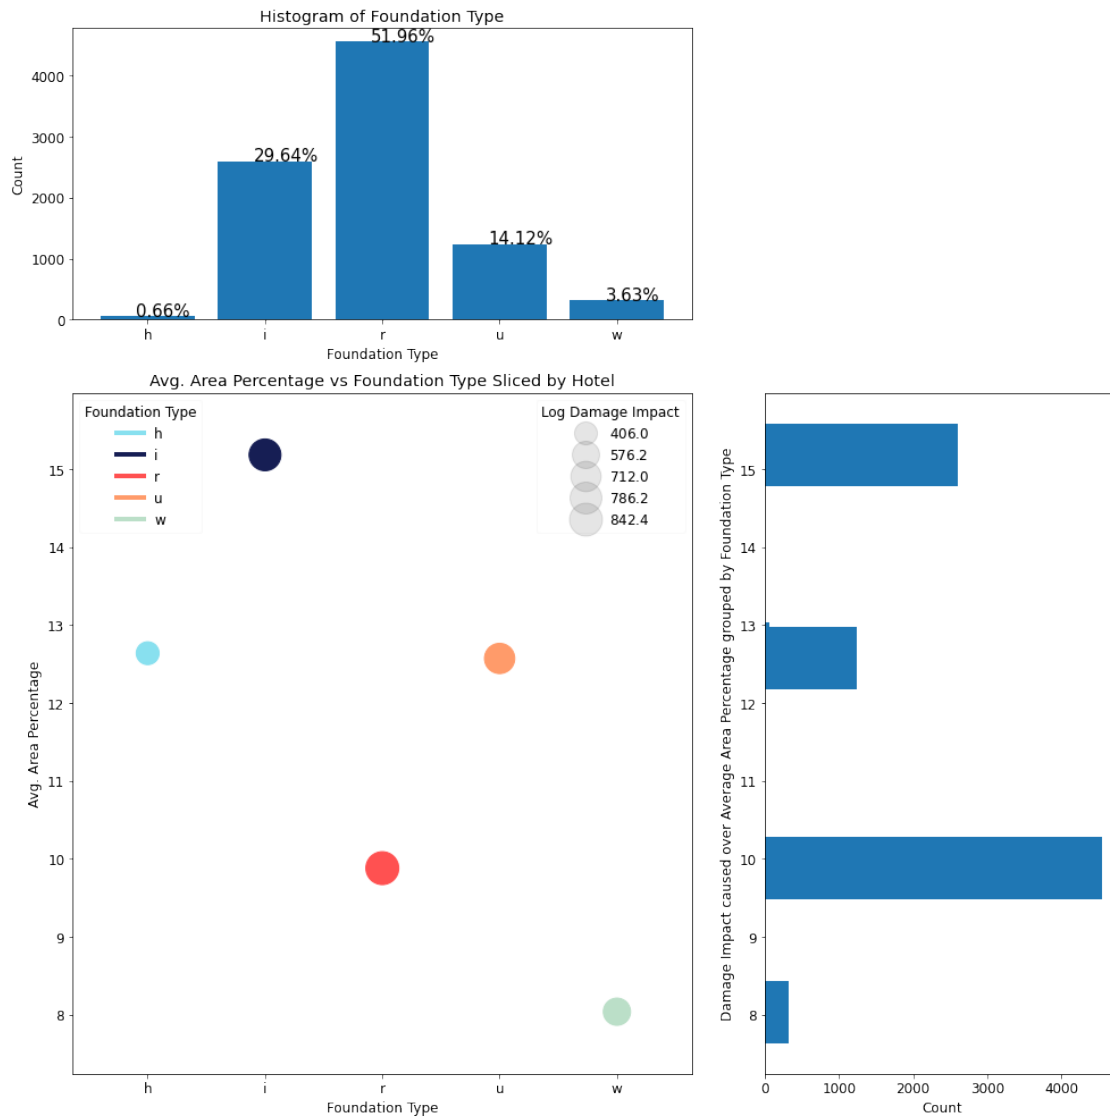 Histogram of Foundation Type
51.96%
29.64%
14.12%
3.63%
0.66%
4000
3000
2000
1000
0
Count
h i r u w
Foundation Type
Avg. Area Percentage vs Foundation Type Sliced by Hotel
Foundation Type
h
i
r
u
w
Log Damage Impact
406.0
576.2
712.0
786.2
842.4
15
14
13
12
11
10
9
8
Avg. Area Percentage
h i r u w
Foundation Type
Damage Impact caused over Average Area Percentage grouped by Foundation Type
15
14
13
12
11
10
9
8
0 1000 2000 3000 4000
Count